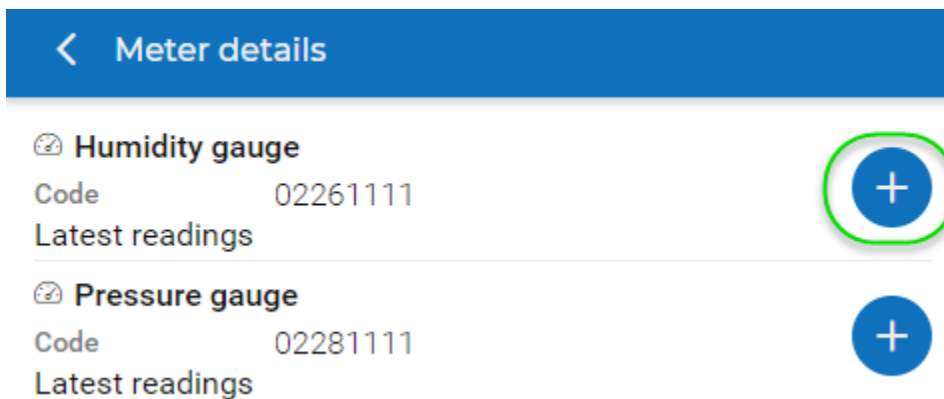 Meter details
Humidity gauge
Code 02261111
Latest readings
Pressure gauge
Code 02281111
Latest readings